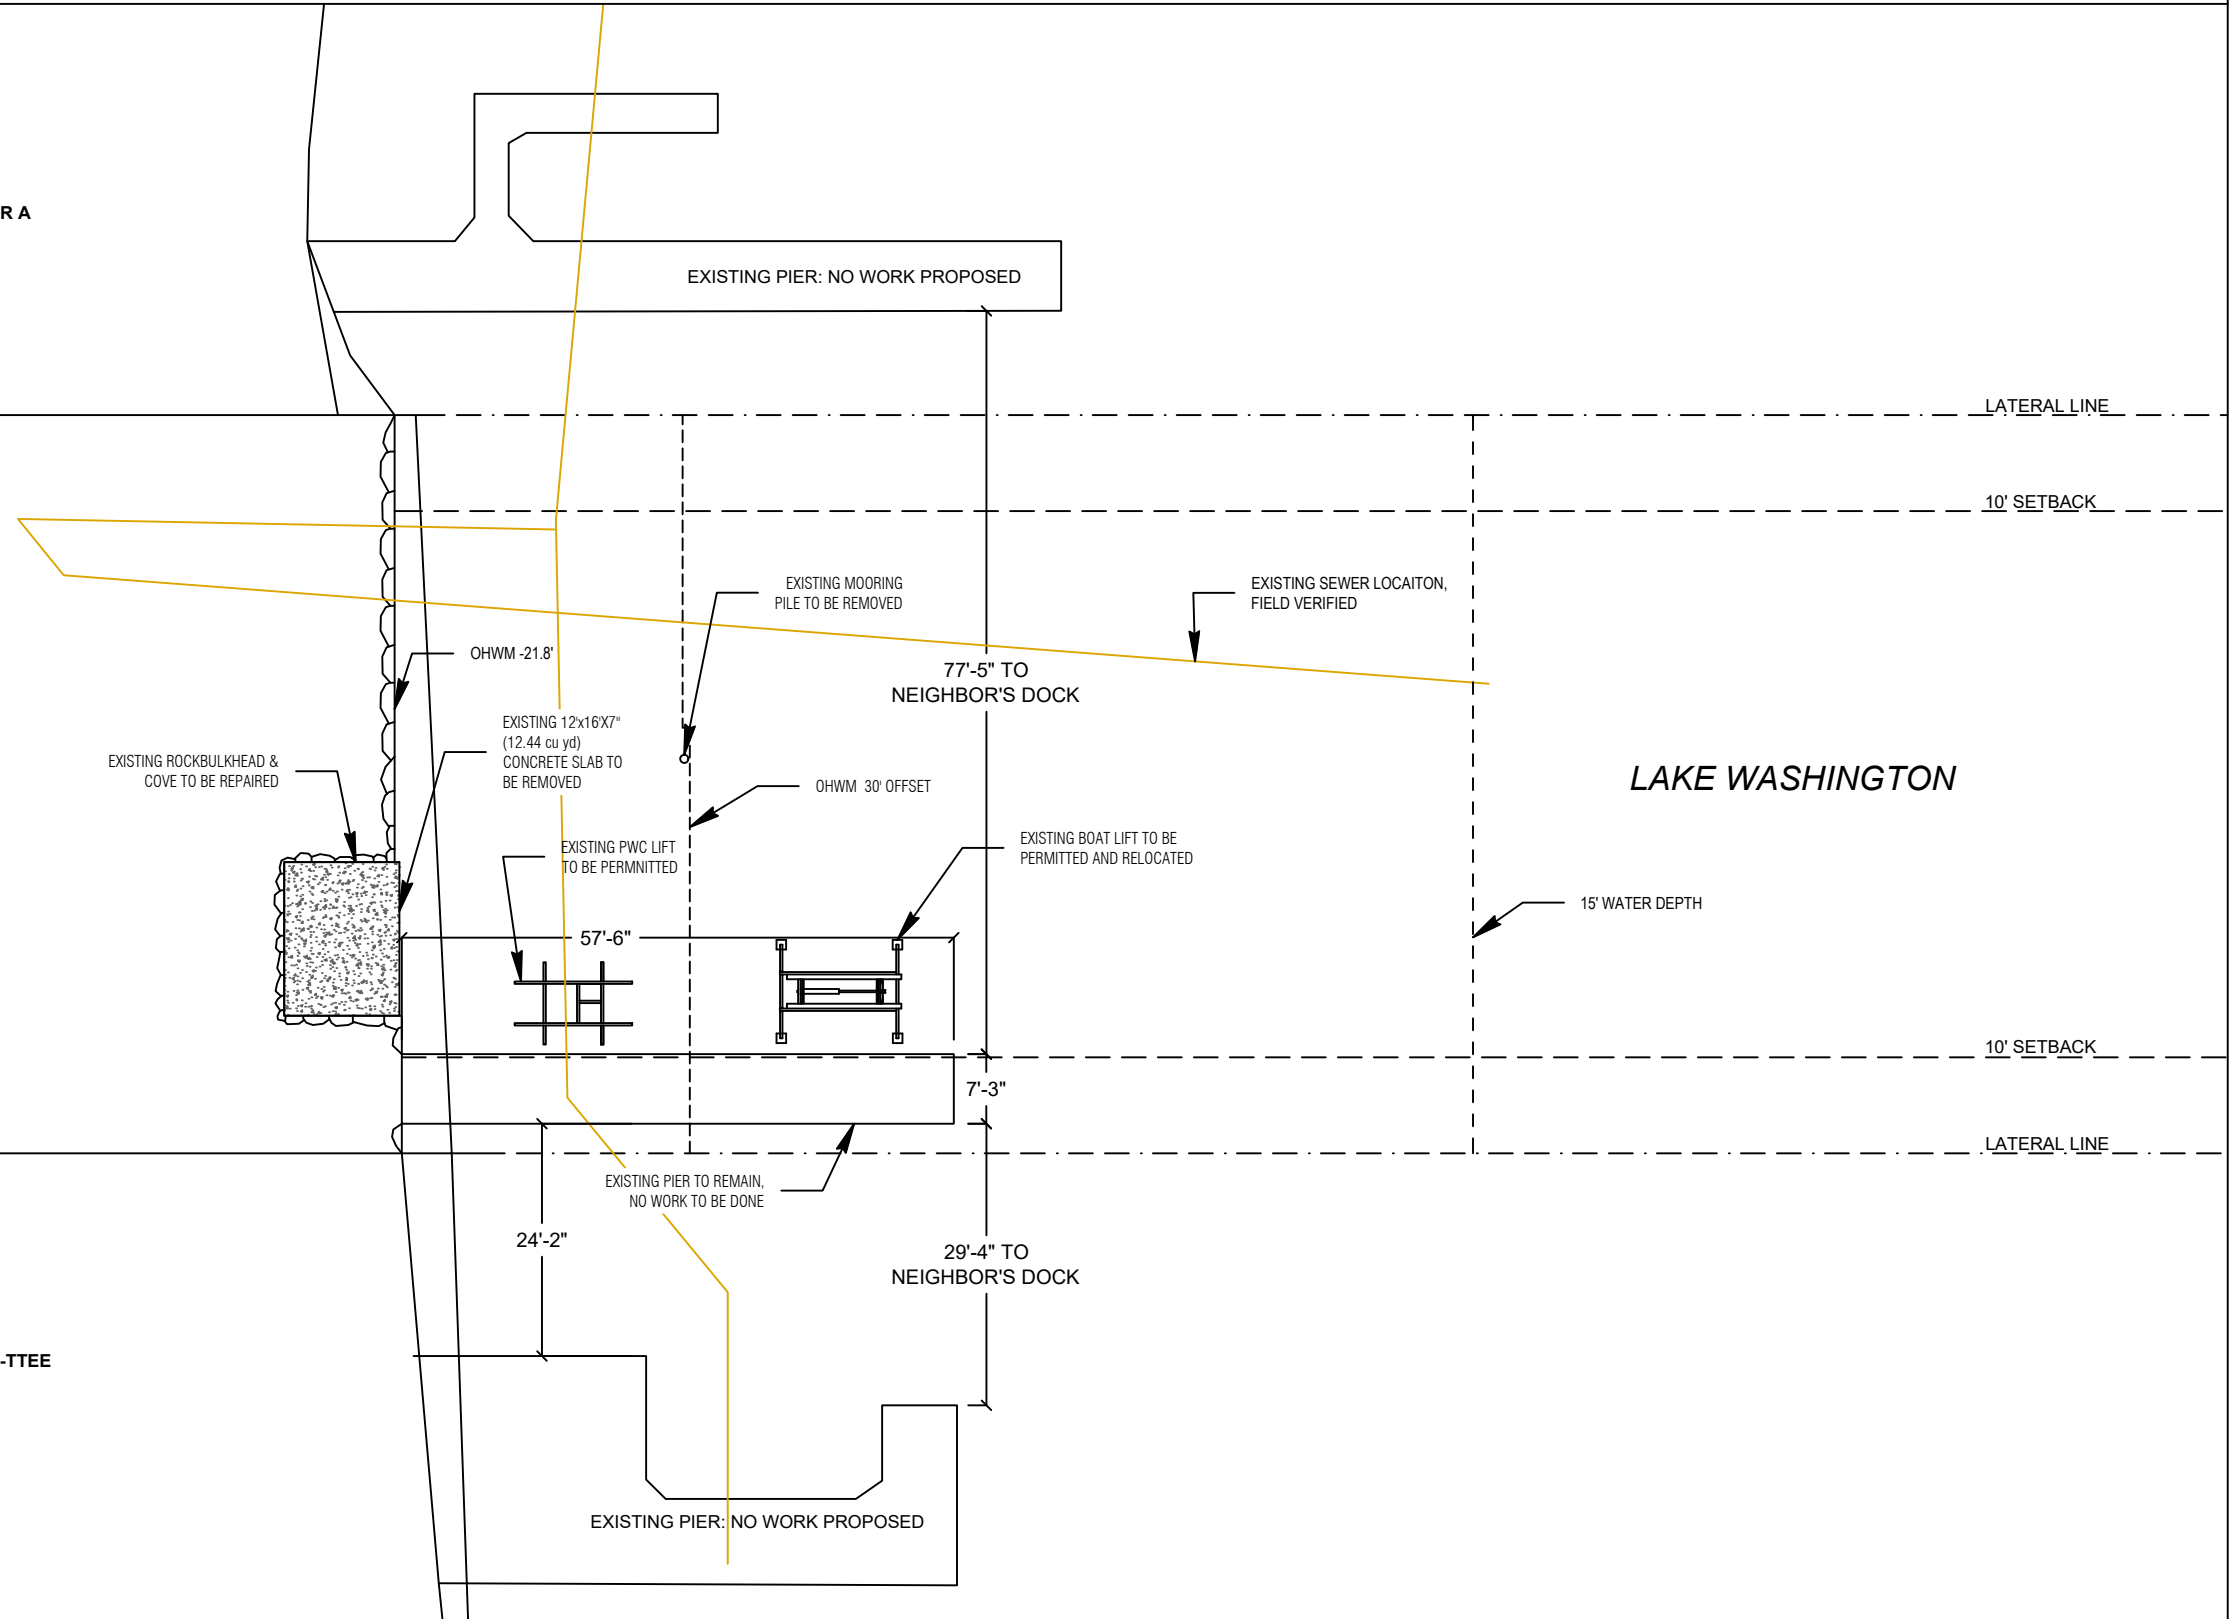 R A
EXISTING PIER: NO WORK PROPOSED
LATERAL LINE
10' SETBACK
EXISTING MOORING
PILE TO BE REMOVED
EXISTING SEWER LOCAITON,
FIELD VERIFIED
OHWM -21.8'
77'-5" TO
NEIGHBOR'S DOCK
EXISTING 12'x16'X7"
(12.44 cu yd)
CONCRETE SLAB TO
BE REMOVED
EXISTING ROCKBULKHEAD &
COVE TO BE REPAIRED
OHWM 30' OFFSET
LAKE WASHINGTON
EXISTING PWC LIFT
TO BE PERMNITTED
EXISTING BOAT LIFT TO BE
PERMITTED AND RELOCATED
15' WATER DEPTH
57'-6"
10' SETBACK
7'-3"
LATERAL LINE
EXISTING PIER TO REMAIN,
NO WORK TO BE DONE
24'-2"
29'-4" TO
NEIGHBOR'S DOCK
-TTEE
EXISTING PIER: NO WORK PROPOSED